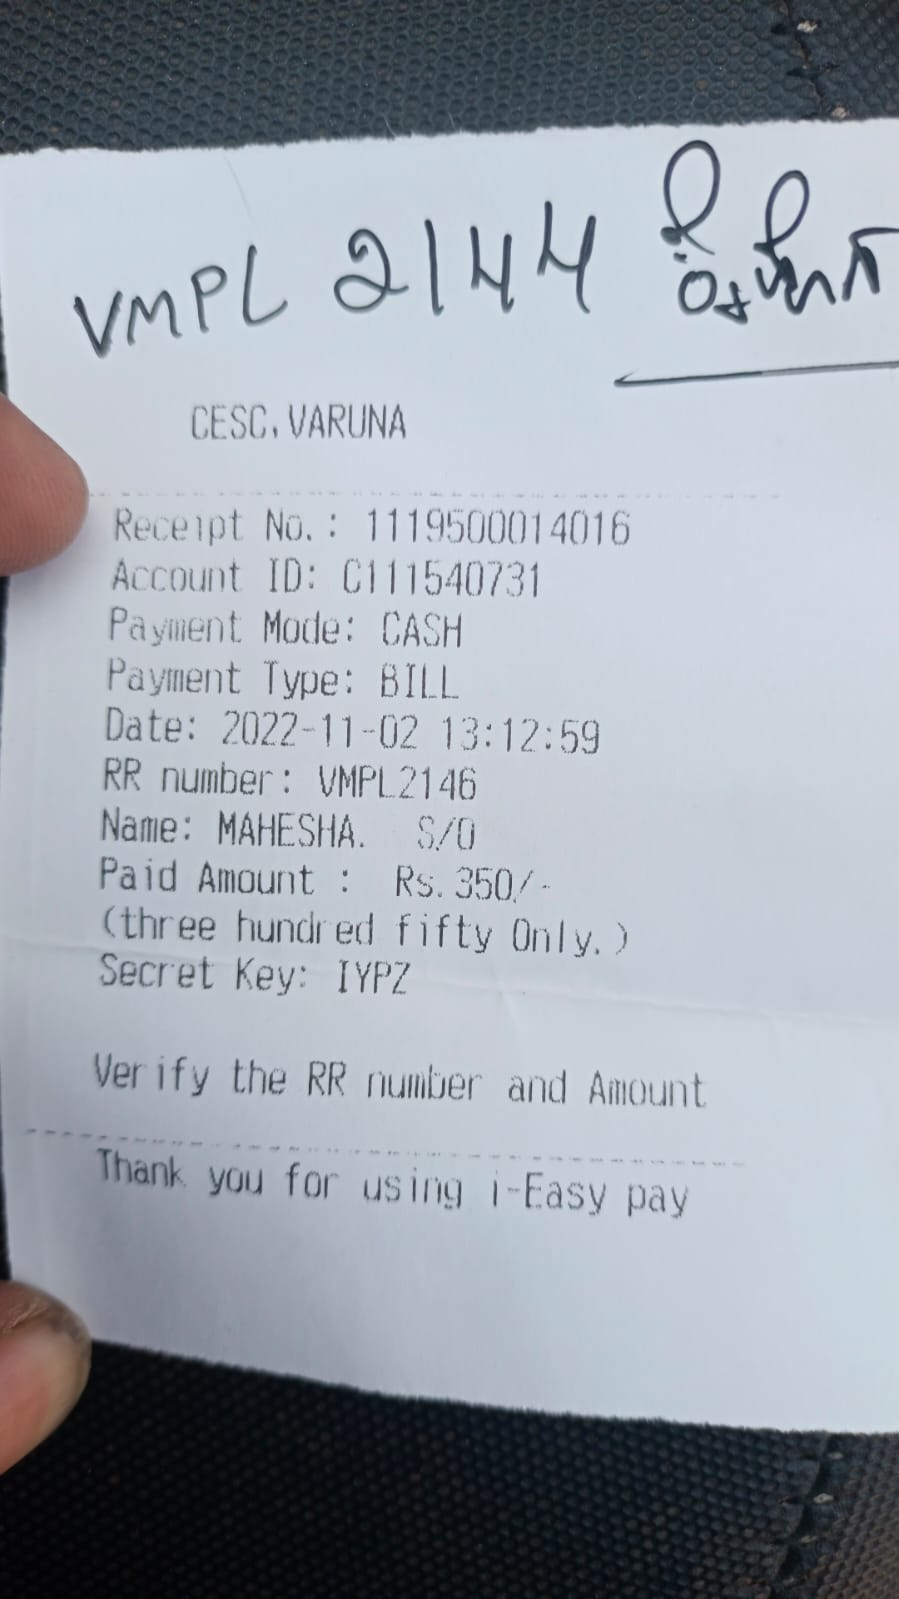 VMPL 2144
CESC, VARUNA
Receipt No.: 1119500014016
Account ID: C111540731
Payment Mode: CASH
Payment Type: BILL
Date: 2022-11-02 13:12:59
RR number: VMPL2146
Name: MAHESHA. S/O
Paid Amount : Rs.350/-
(three hundred fifty Only.)
Secret Key: IYPZ
Verify the RR number and Amount
Thank you for using i-Easy pay